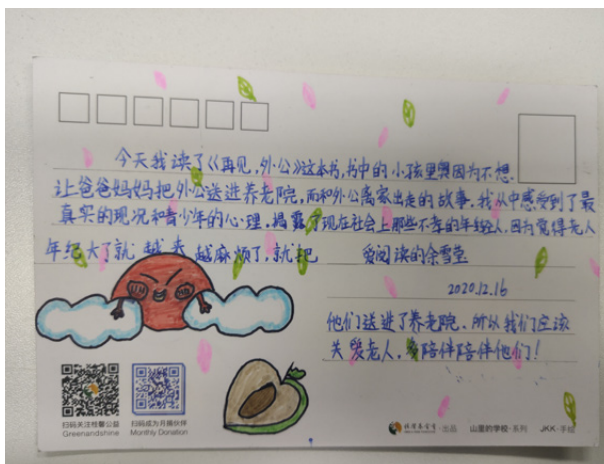 今天我读了《再见,外公》这本书,书中的小孩里奥因为不想
让爸爸妈妈把外公送进养老院,而和外公离家出走的故事。我从中感受到了最
真实的现况和青少年的心理,揭露了现在社会上那些不孝的年轻人,因为觉得老人
年纪大了就越来越麻烦了,就把
爱阅读的余雪莹
2020.12.16
他们送进了养老院。所以我们应该
关爱老人,多陪伴陪伴他们!
扫码关注格馨公益
Greenandshine
扫码成为月捐伙伴
Monthly Donation
出品
山里的学校-系列
JKK-手绘